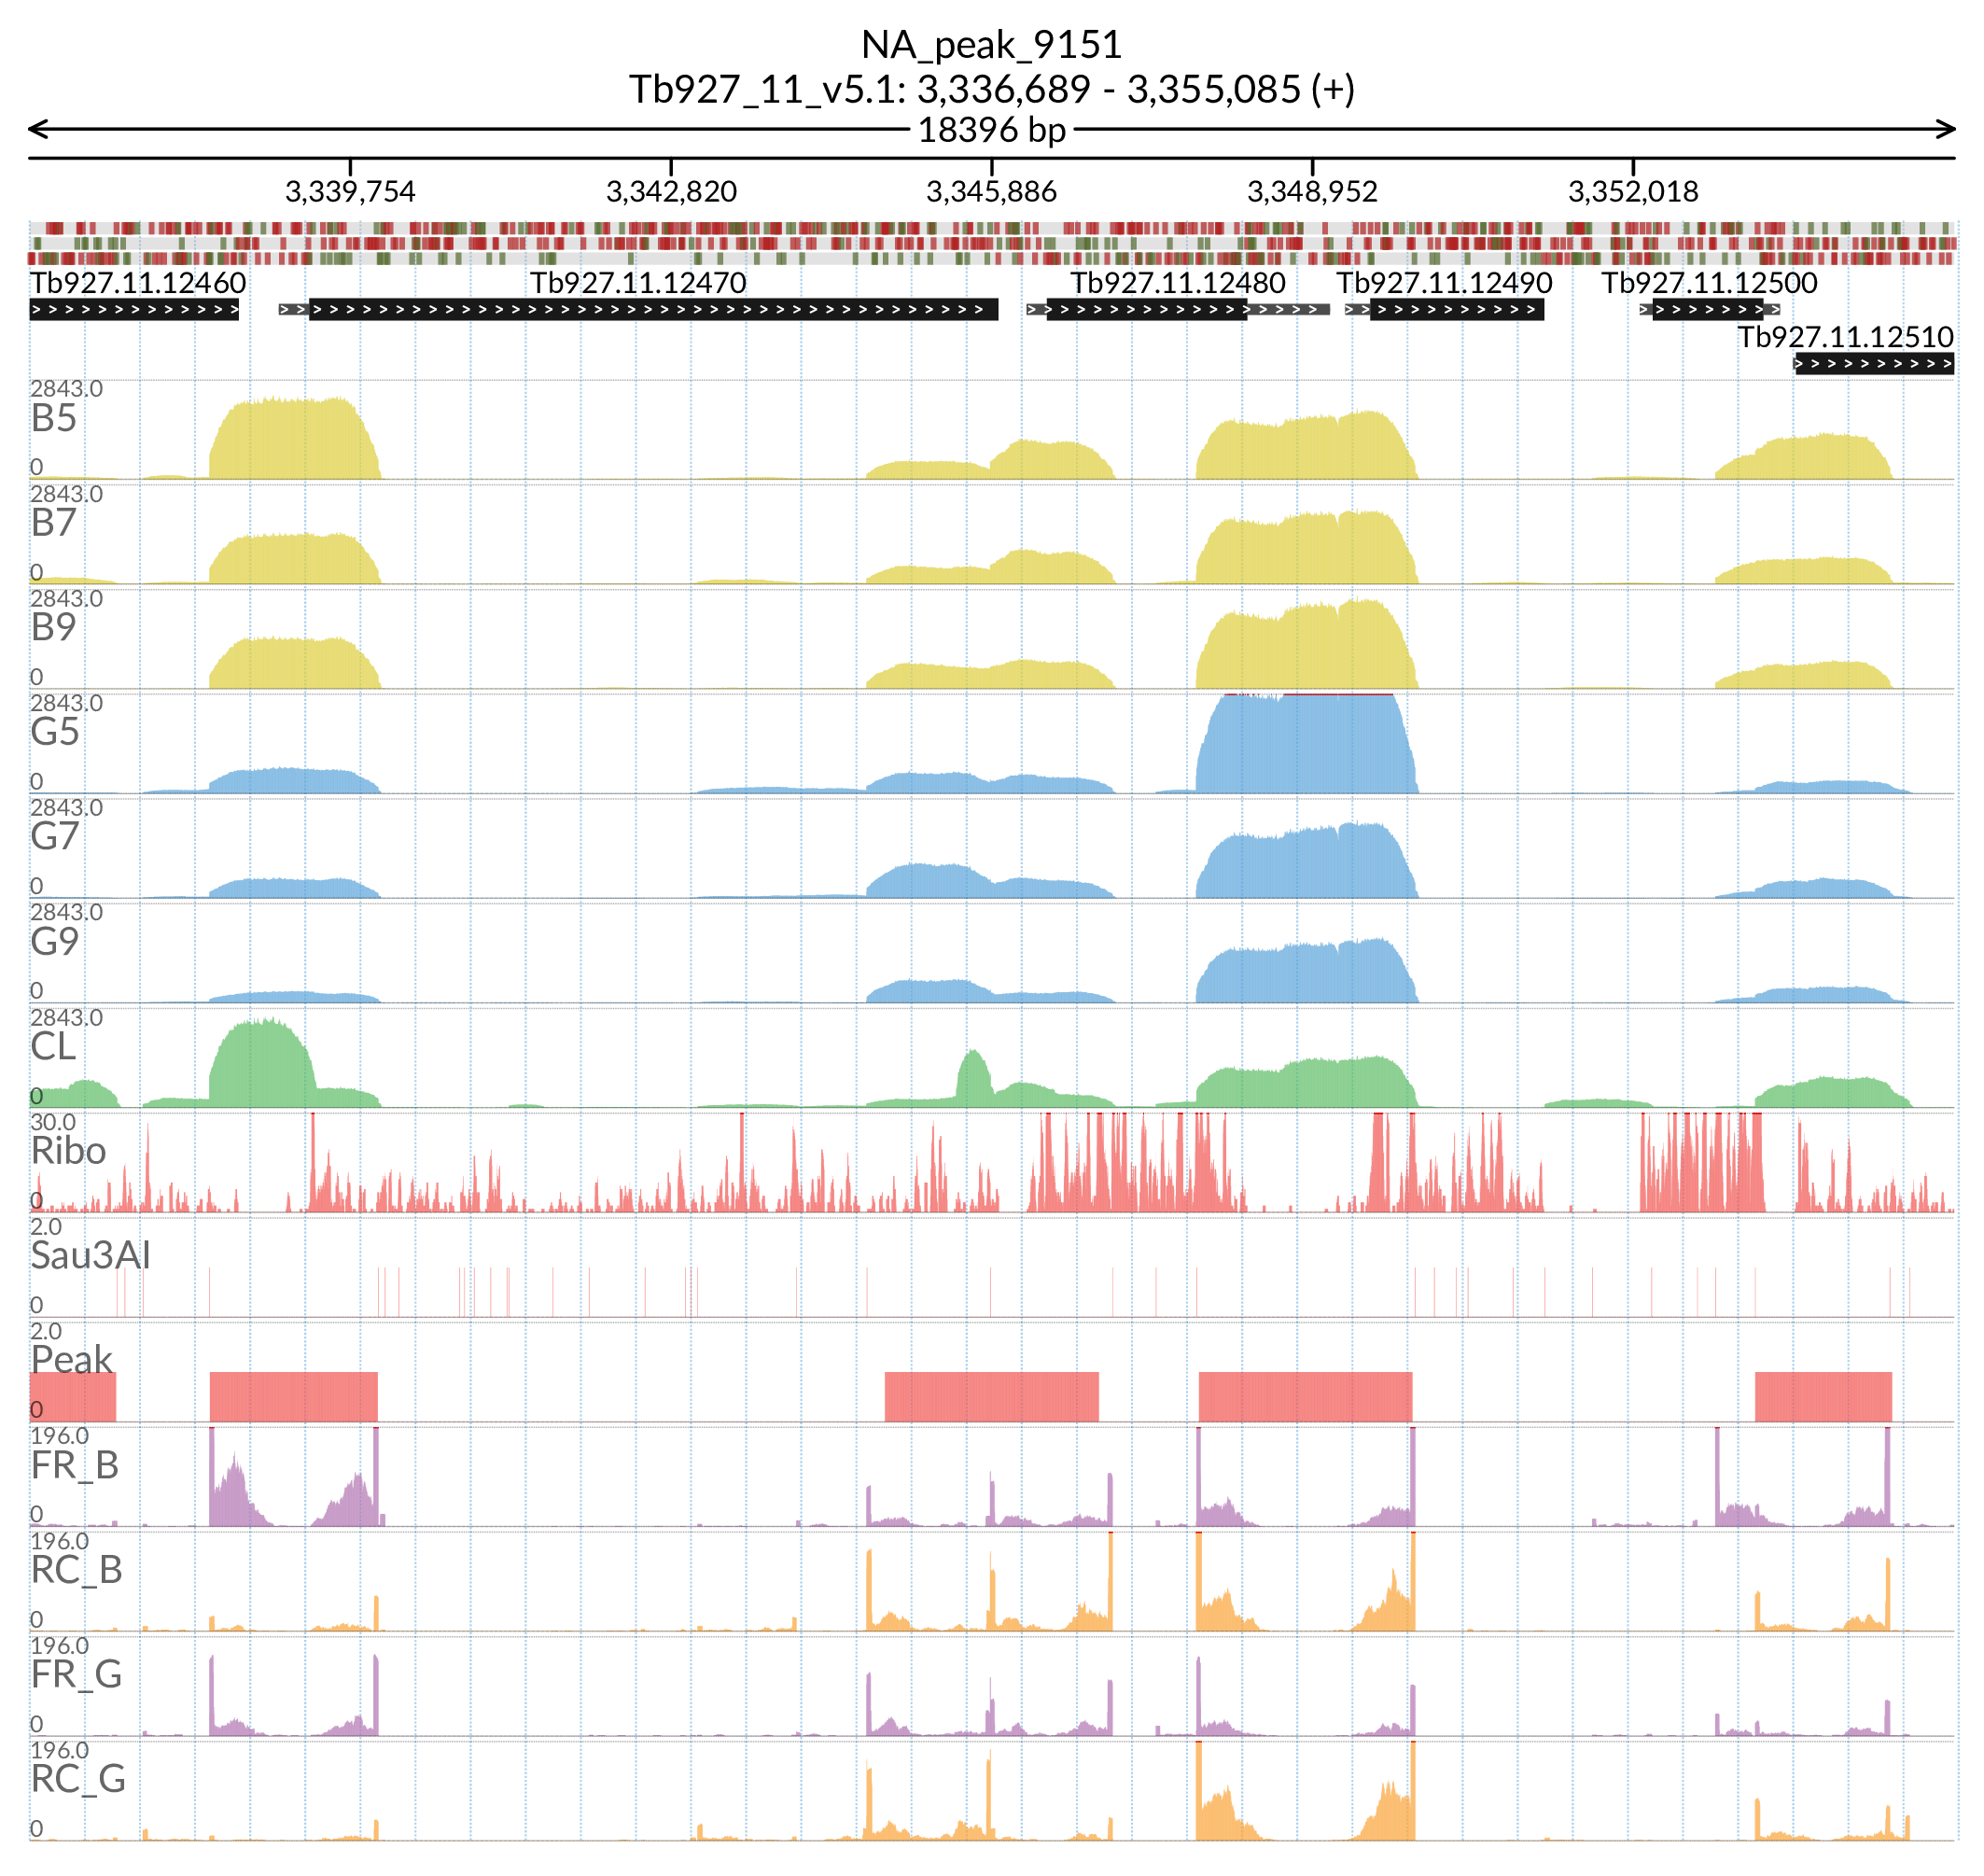 NA_peak_9151
Tb927_11_v5.1: 3,336,689 - 3,355,085 (+)
18396 bp
3,339,754 3,342,820 3,345,886 3,348,952 3,352,018
Tb927.11.12460 Tb927.11.12470 Tb927.11.12480 Tb927.11.12490 Tb927.11.12500
Tb927.11.12510
2843.0
B5
0
2843.0
B7
0
2843.0
B9
0
2843.0
G5
0
2843.0
G7
0
2843.0
G9
0
2843.0
CL
0
30.0
Ribo
0
2.0
Sau3AI
0
2.0
Peak
0
196.0
FR_B
0
196.0
RC_B
0
196.0
FR_G
0
196.0
RC_G
0